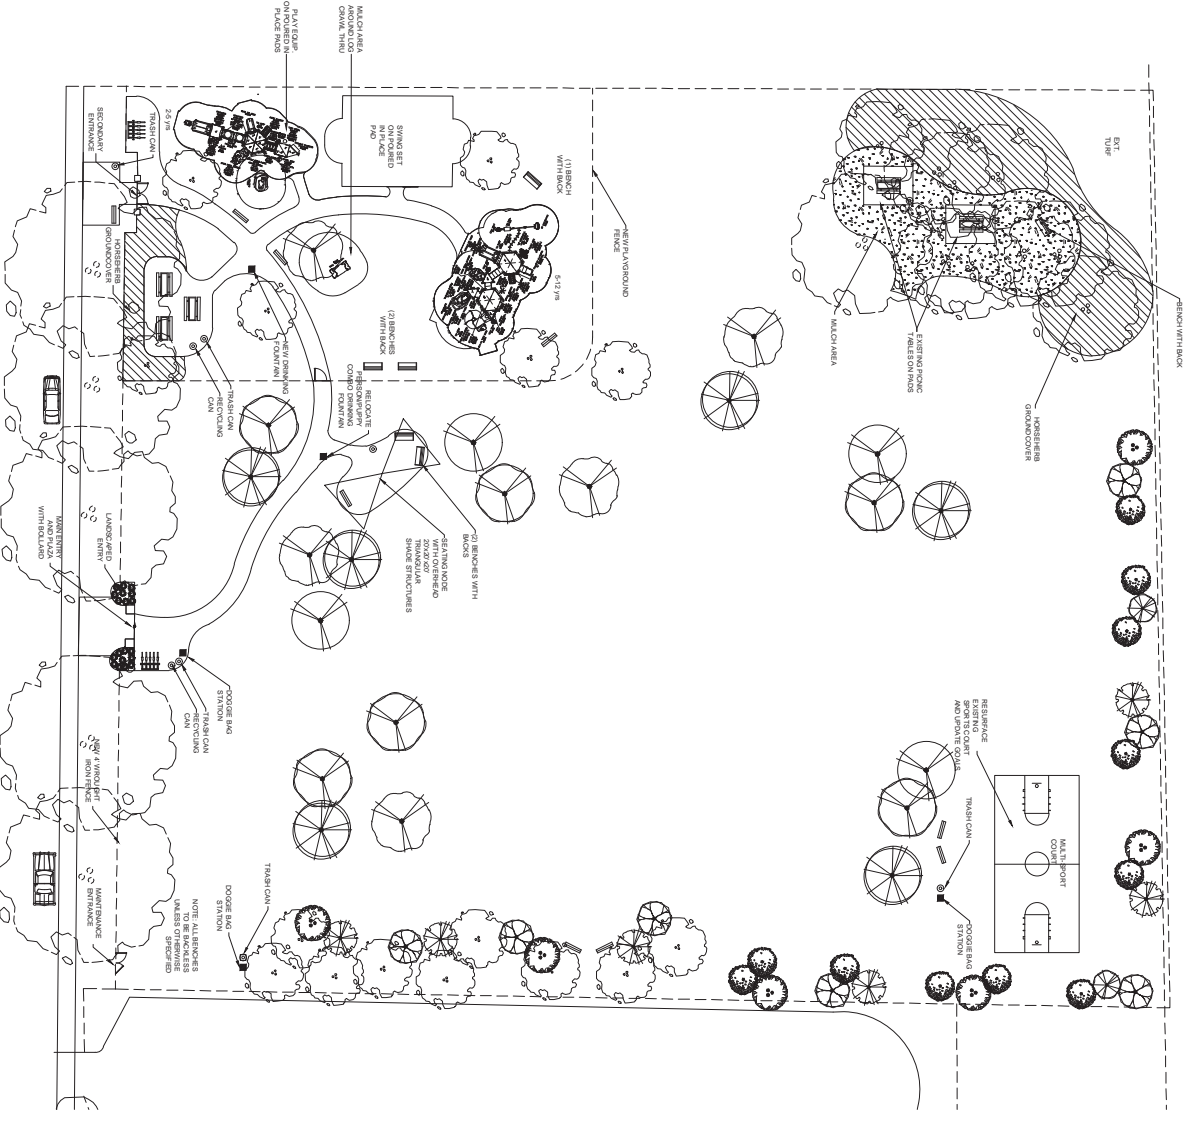 PLAY EQUIP.
ON POURED IN
PLACE PADS
MULCH AREA
AROUND LOG
CRAWL THRU
2-5 yrs
TRASH CAN
SECONDARY
ENTRANCE
SWING SET
ON POURED
IN PLACE
PAD
(1) BENCH
WITH BACK
NEW PLAYGROUND
FENCE
5-12 yrs
HORSEHERB
GROUNDCOVER
(2) BENCHES
WITH BACK
NEW DRINKING
FOUNTAIN
TRASH CAN
RECYCLING
CAN
RELOCATE
PERSON/PUPPY
COMBO DRINKING
FOUNTAIN
EXT.
TURF
BENCH WITH BACK
MULCH AREA
EXISTING PICNIC
TABLES ON PADS
HORSEHERB
GROUNDCOVER
MAIN ENTRY
AND PLAZA
WITH BOLLARD
LANDSCAPED
ENTRY
(2) BENCHES WITH
BACKS
SEATING NODE
WITH OVERHEAD
20'x20'x20'
TRIANGULAR
SHADE STRUCTURES
DOGGIE BAG
STATION
TRASH CAN
RECYCLING
CAN
RESURFACE
EXISTING
SPORTS COURT
AND UPDATE GOALS
NEW 4' WROUGHT
IRON FENCE
TRASH CAN
MULTI-SPORT
COURT
DOGGIE BAG
STATION
MAINTENANCE
ENTRANCE
TRASH CAN
DOGGIE BAG
STATION
NOTE: ALL BENCHES
TO BE BACKLESS
UNLESS OTHERWISE
SPECIFIED